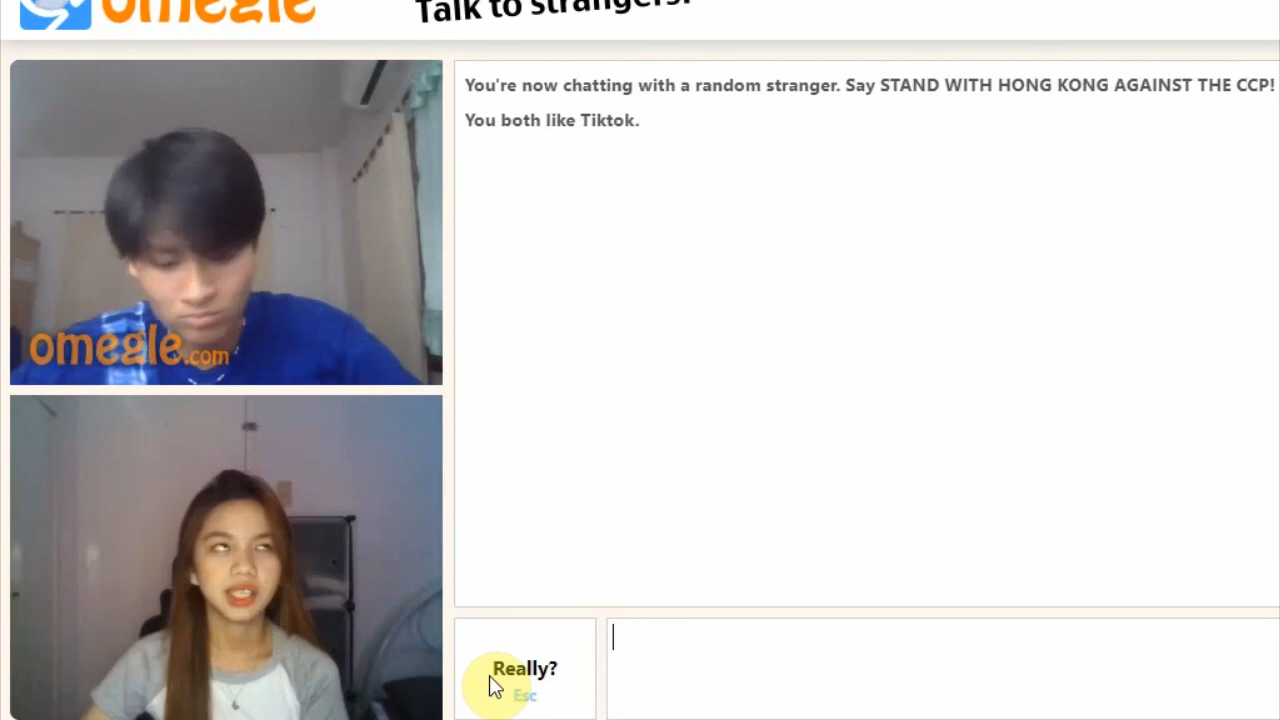 omegle
Talk to strangers!
You're now chatting with a random stranger. Say STAND WITH HONG KONG AGAINST THE CCP!
You both like Tiktok.
omegle.com
Really?
Esc